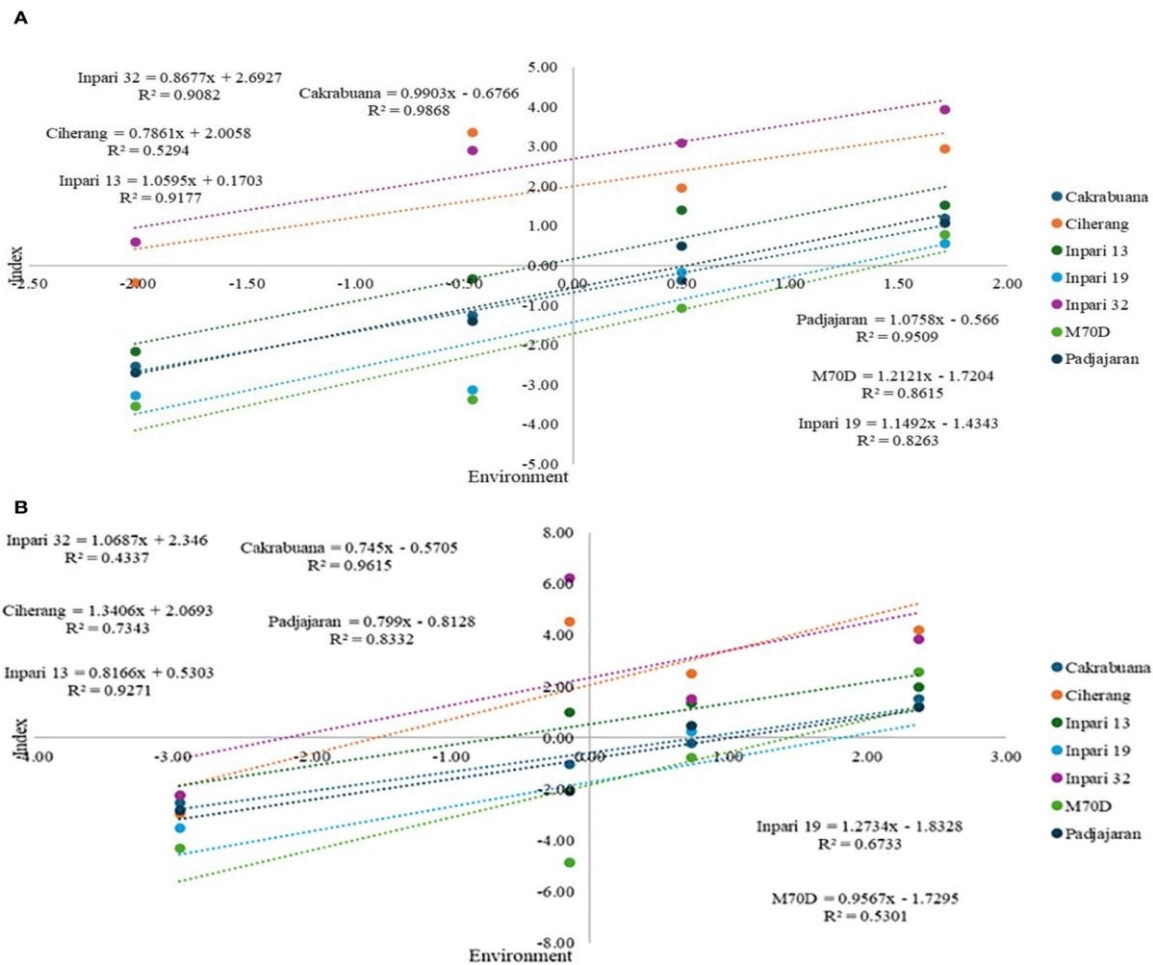 A
Inpari 32 = 0.8677x + 2.6927
R² = 0.9082
Cakrabuana = 0.9903x - 0.6766
R² = 0.9868
Ciherang = 0.7861x + 2.0058
R² = 0.5294
Inpari 13 = 1.0595x + 0.1703
R² = 0.9177
5.00
4.00
3.00
2.00
1.00
0.00
-1.00
-2.00
-3.00
-4.00
-5.00
Index
-2.50
-2.00
-1.50
-1.00
-0.50
0.00
0.50
1.00
1.50
2.00
Padjajaran = 1.0758x - 0.566
R² = 0.9509
M70D = 1.2121x - 1.7204
R² = 0.8615
Inpari 19 = 1.1492x - 1.4343
R² = 0.8263
Environment
Cakrabuana
Ciherang
Inpari 13
Inpari 19
Inpari 32
M70D
Padjajaran
B
Inpari 32 = 1.0687x + 2.346
R² = 0.4337
Cakrabuana = 0.745x - 0.5705
R² = 0.9615
Ciherang = 1.3406x + 2.0693
R² = 0.7343
Padjajaran = 0.799x - 0.8128
R² = 0.8332
Inpari 13 = 0.8166x + 0.5303
R² = 0.9271
8.00
6.00
4.00
2.00
0.00
-2.00
-4.00
-6.00
-8.00
Index
-4.00
-3.00
-2.00
-1.00
0.00
1.00
2.00
3.00
Inpari 19 = 1.2734x - 1.8328
R² = 0.6733
M70D = 0.9567x - 1.7295
R² = 0.5301
Environment
Cakrabuana
Ciherang
Inpari 13
Inpari 19
Inpari 32
M70D
Padjajaran